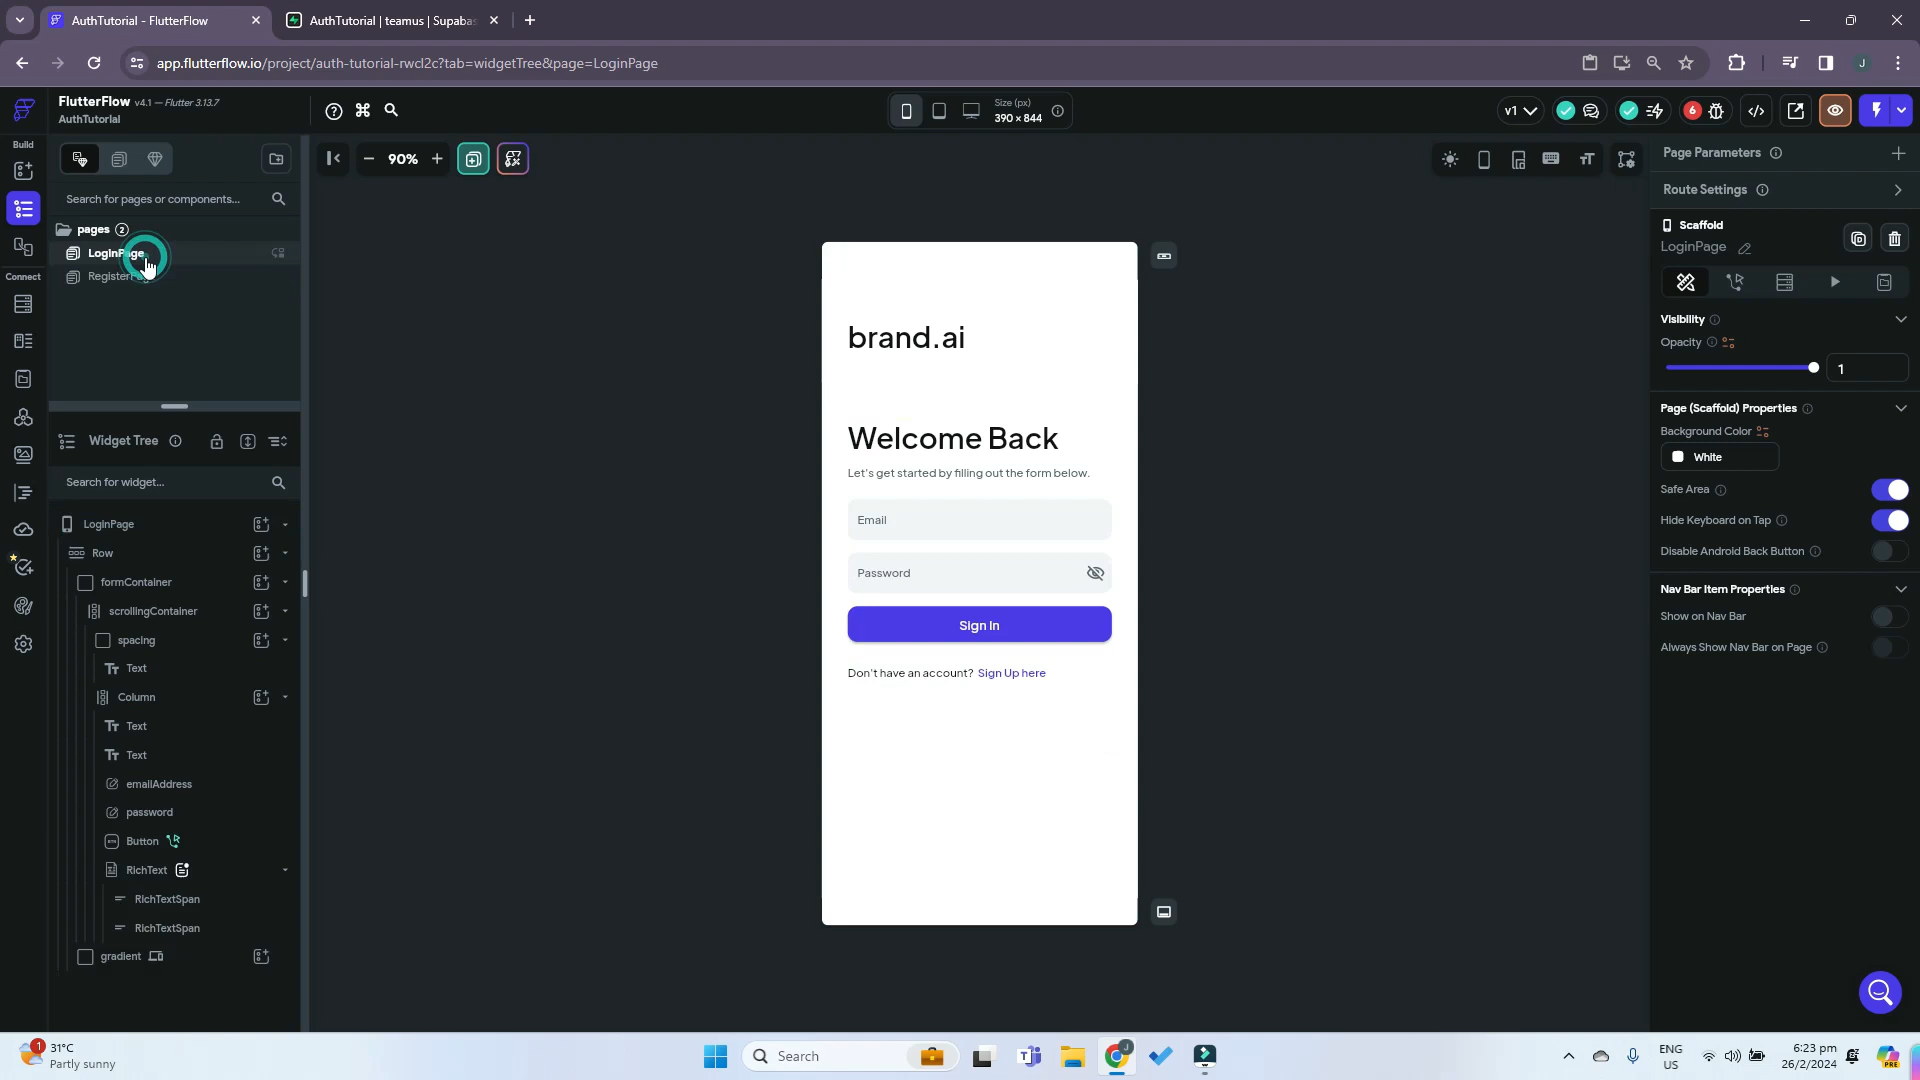 AuthTutorial - FlutterFlow
AuthTutorial | teamus | Supaba
app.flutterflow.io/project/auth-tutorial-rwcl2c?tab=widgetTree&page=LoginPage
J
FlutterFlow v4.1 — Flutter 3.13.7
AuthTutorial
Size (px)
390 × 844
v1
6
Build
Connect
Search for pages or components...
pages 2
LoginPage
90%
Widget Tree
Search for widget...
LoginPage
Row
formContainer
scrollingContainer
spacing
Text
Column
Text
Text
emailAddress
password
Button
RichText
RichTextSpan
RichTextSpan
gradient
brand.ai
Welcome Back
Let's get started by filling out the form below.
Email
Password
Sign In
Don't have an account? Sign Up here
Page Parameters
Route Settings
Scaffold
LoginPage
Visibility
Opacity
1
Page (Scaffold) Properties
Background Color
White
Safe Area
Hide Keyboard on Tap
Disable Android Back Button
Nav Bar Item Properties
Show on Nav Bar
Always Show Nav Bar on Page
1
31°C
Partly sunny
Search
J
ENG
US
6:23 pm
26/2/2024
PRE